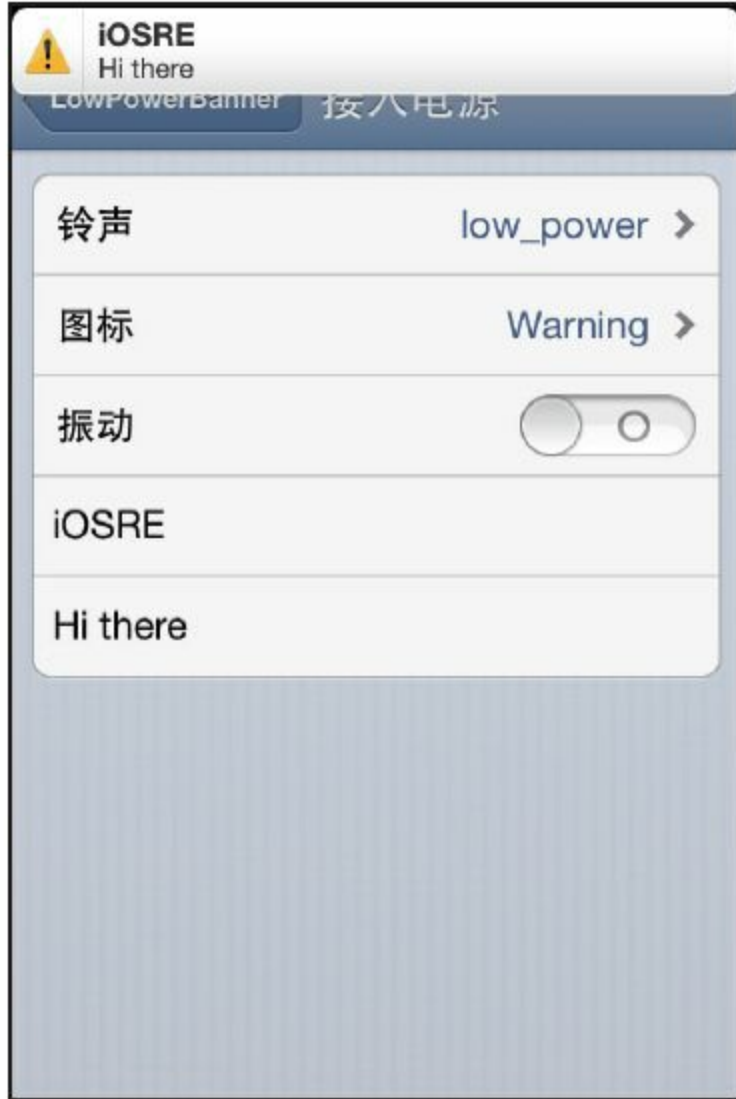 iOSRE
Hi there
LowPowerBanner 接入电源
铃声 low_power
图标 Warning
振动
iOSRE
Hi there